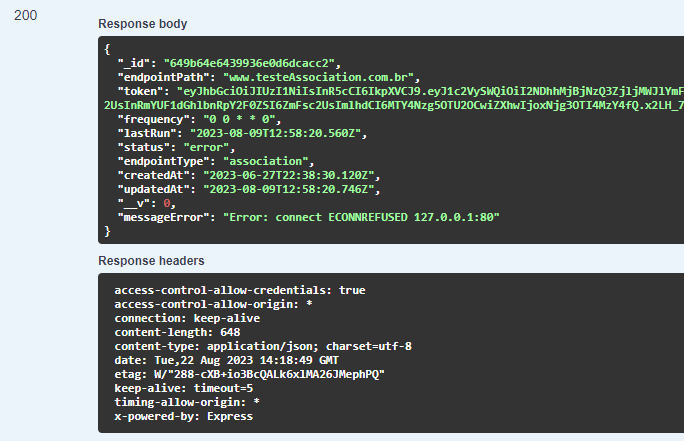 200
Response body
{
"_id": "649b64e6439936e0d6dcacc2",
"endpointPath": "www.testeAssociation.com.br",
"token": "eyJhbGciOiJIUzI1NiIsInR5cCI6IkpXVCJ9.eyJ1c2VySWQiOiI2NDhhMjBjNzQ3ZjljMWJlYmF
2UsInRmYUF1dGhlbnRpY2F0ZSI6ZmFsc2UsImlhdCI6MTY4Nzg5OTU2OCwiZXhwIjoxNjg3OTI4MzY4fQ.x2LH_7
"frequency": "0 0 * * 0",
"lastRun": "2023-08-09T12:58:20.560Z",
"status": "error",
"endpointType": "association",
"createdAt": "2023-06-27T22:38:30.120Z",
"updatedAt": "2023-08-09T12:58:20.746Z",
"__v": 0,
"messageError": "Error: connect ECONNREFUSED 127.0.0.1:80"
}
Response headers
access-control-allow-credentials: true
access-control-allow-origin: *
connection: keep-alive
content-length: 648
content-type: application/json; charset=utf-8
date: Tue,22 Aug 2023 14:18:49 GMT
etag: W/"288-cXB+io3BcQALk6xlMA26JMephPQ"
keep-alive: timeout=5
timing-allow-origin: *
x-powered-by: Express